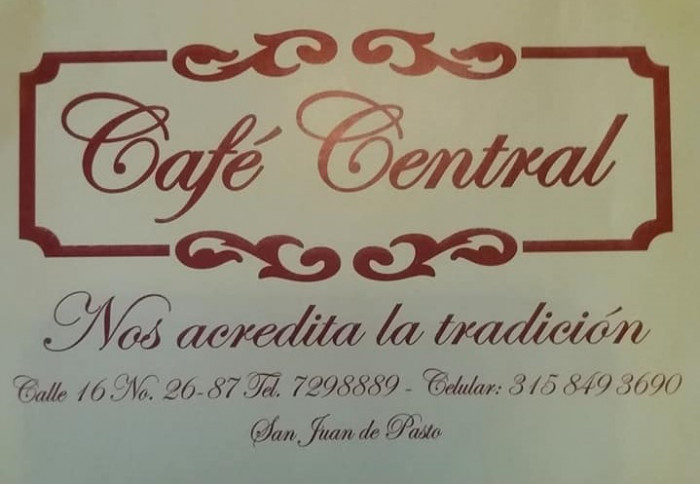 Café Central
Nos acredita la tradición
Calle 16 No. 26-87 Tel. 7298889 - Celular: 315 849 3690
San Juan de Pasto